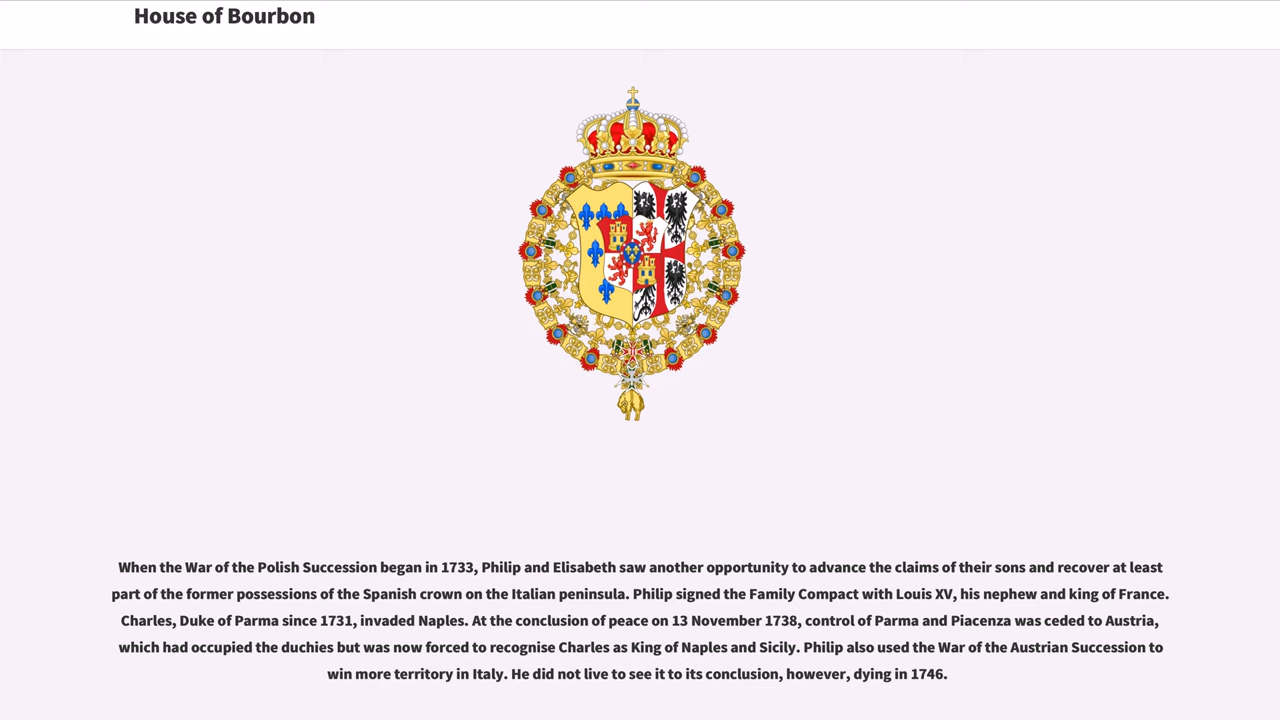 House of Bourbon
When the War of the Polish Succession began in 1733, Philip and Elisabeth saw another opportunity to advance the claims of their sons and recover at least
part of the former possessions of the Spanish crown on the Italian peninsula. Philip signed the Family Compact with Louis XV, his nephew and king of France.
Charles, Duke of Parma since 1731, invaded Naples. At the conclusion of peace on 13 November 1738, control of Parma and Piacenza was ceded to Austria,
which had occupied the duchies but was now forced to recognise Charles as King of Naples and Sicily. Philip also used the War of the Austrian Succession to
win more territory in Italy. He did not live to see it to its conclusion, however, dying in 1746.